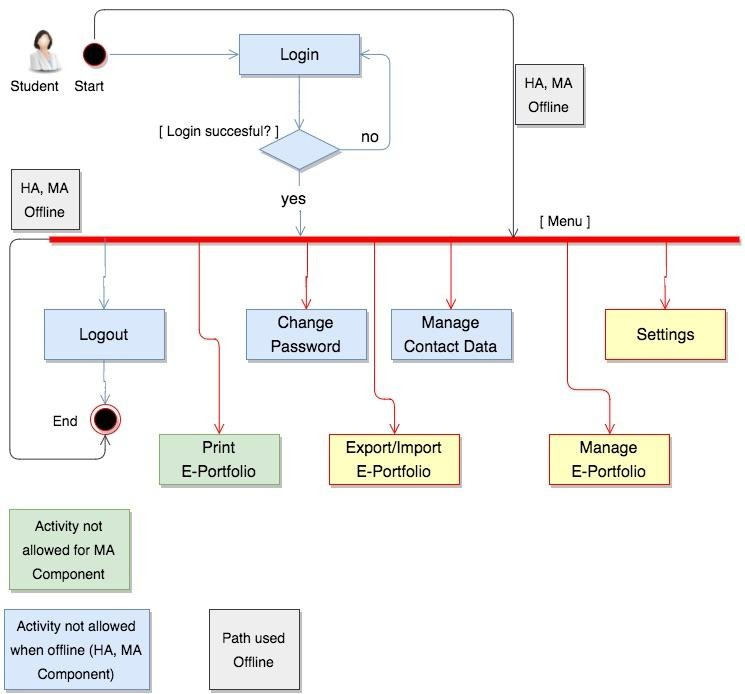 Student
Start
Login
HA, MA
Offline
[ Login succesful? ]
no
yes
HA, MA
Offline
[ Menu ]
Logout
Change
Password
Manage
Contact Data
Settings
End
Print
E-Portfolio
Export/Import
E-Portfolio
Manage
E-Portfolio
Activity not
allowed for MA
Component
Activity not allowed
when offline (HA, MA
Component)
Path used
Offline